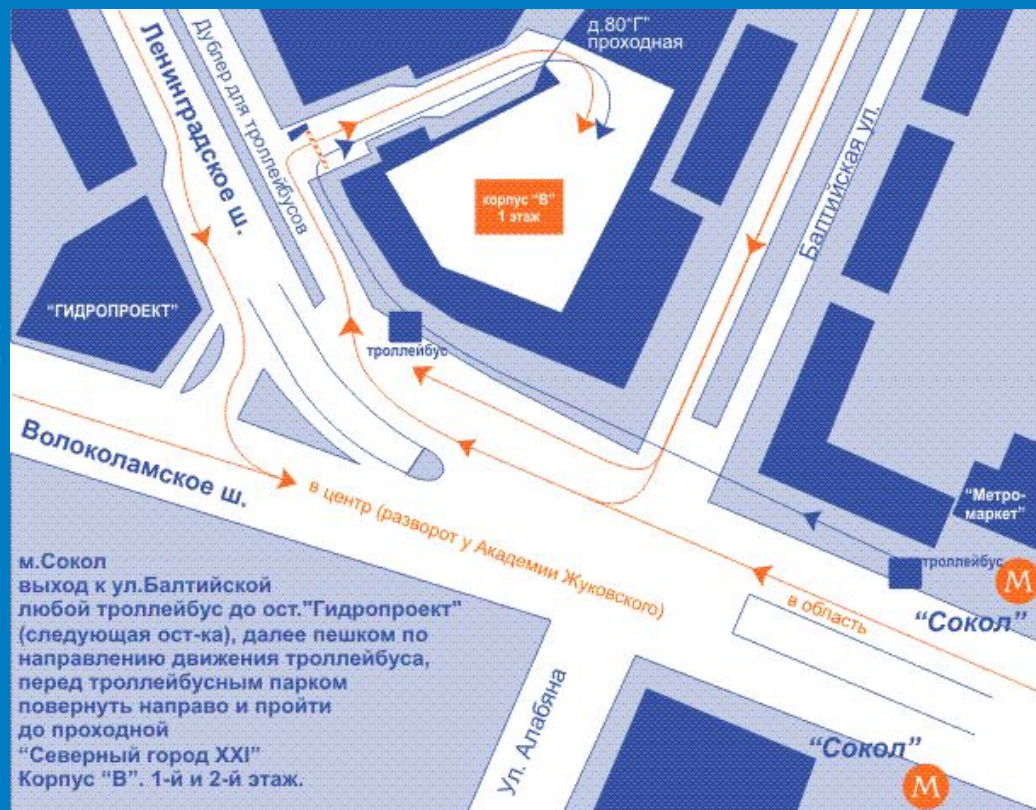 д.80"Г"
проходная
Ленинградское ш.
Дублер для троллейбусов
Балтийская ул.
корпус "В"
1 этаж
"ГИДРОПРОЕКТ"
троллейбус
Волоколамское ш.
в центр (разворот у Академии Жуковского)
"Метро-
маркет"
троллейбус
М
"Сокол"
в область
м.Сокол
выход к ул.Балтийской
любой троллейбус до ост."Гидропроект"
(следующая ост-ка), далее пешком по
направлению движения троллейбуса,
перед троллейбусным парком
повернуть направо и пройти
до проходной
"Северный город XXI"
Корпус "В". 1-й и 2-й этаж.
Ул. Алабяна
"Сокол"
М